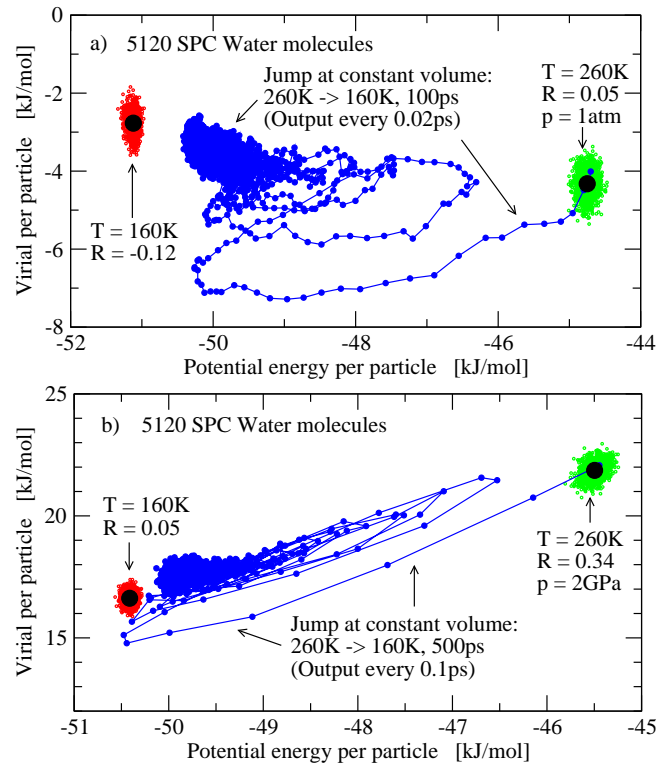 a) 5120 SPC Water molecules
Jump at constant volume:
260K -> 160K, 100ps
(Output every 0.02ps)
T = 260K
R = 0.05
p = 1atm
T = 160K
R = -0.12
0
-2
-4
-6
-8
Virial per particle [kJ/mol]
-52
-50
-48
-46
-44
Potential energy per particle [kJ/mol]
b) 5120 SPC Water molecules
T = 160K
R = 0.05
T = 260K
R = 0.34
p = 2GPa
Jump at constant volume:
260K -> 160K, 500ps
(Output every 0.1ps)
25
20
15
Virial per particle [kJ/mol]
-51
-50
-49
-48
-47
-46
-45
Potential energy per particle [kJ/mol]